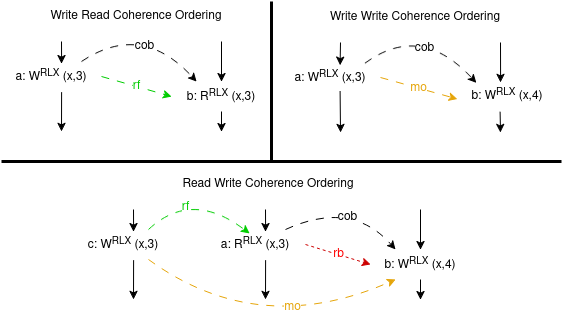 Write Read Coherence Ordering
cob
a: W^RLX (x,3)
rf
b: R^RLX (x,3)
Write Write Coherence Ordering
cob
a: W^RLX (x,3)
mo
b: W^RLX (x,4)
Read Write Coherence Ordering
rf
cob
c: W^RLX (x,3)
a: R^RLX (x,3)
rb
b: W^RLX (x,4)
mo